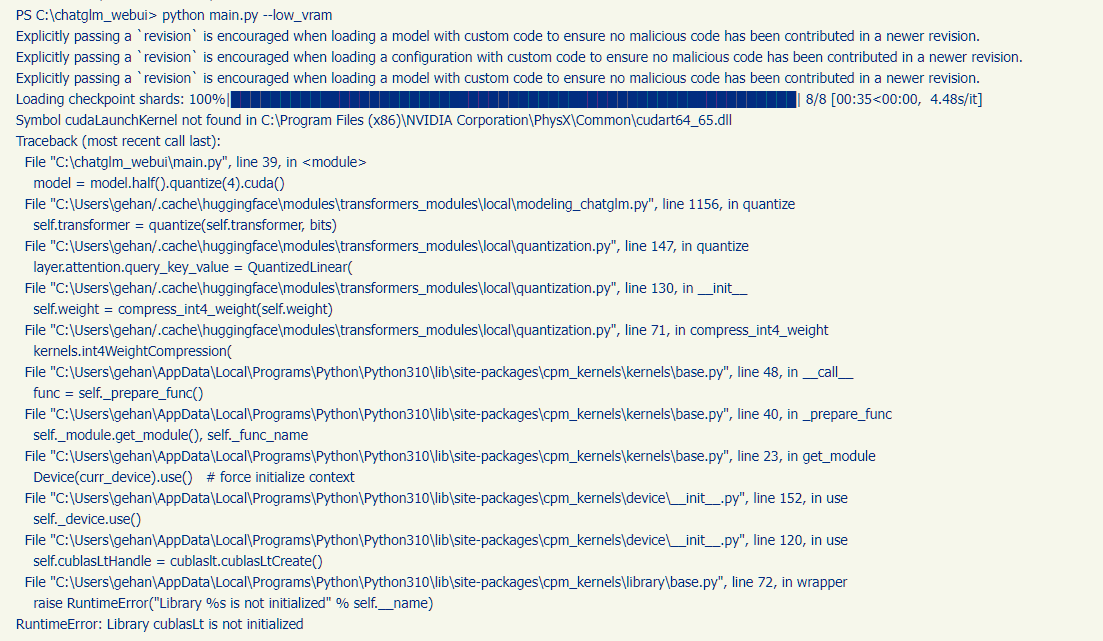 PS C:\chatglm_webui> python main.py --low_vram
Explicitly passing a `revision` is encouraged when loading a model with custom code to ensure no malicious code has been contributed in a newer revision.
Explicitly passing a `revision` is encouraged when loading a configuration with custom code to ensure no malicious code has been contributed in a newer revision.
Explicitly passing a `revision` is encouraged when loading a model with custom code to ensure no malicious code has been contributed in a newer revision.
Loading checkpoint shards: 100%|██████████| 8/8 [00:35<00:00,  4.48s/it]
Symbol cudaLaunchKernel not found in C:\Program Files (x86)\NVIDIA Corporation\PhysX\Common\cudart64_65.dll
Traceback (most recent call last):
  File "C:\chatglm_webui\main.py", line 39, in <module>
    model = model.half().quantize(4).cuda()
  File "C:\Users\gehan/.cache\huggingface\modules\transformers_modules\local\modeling_chatglm.py", line 1156, in quantize
    self.transformer = quantize(self.transformer, bits)
  File "C:\Users\gehan/.cache\huggingface\modules\transformers_modules\local\quantization.py", line 147, in quantize
    layer.attention.query_key_value = QuantizedLinear(
  File "C:\Users\gehan/.cache\huggingface\modules\transformers_modules\local\quantization.py", line 130, in __init__
    self.weight = compress_int4_weight(self.weight)
  File "C:\Users\gehan/.cache\huggingface\modules\transformers_modules\local\quantization.py", line 71, in compress_int4_weight
    kernels.int4WeightCompression(
  File "C:\Users\gehan\AppData\Local\Programs\Python\Python310\lib\site-packages\cpm_kernels\kernels\base.py", line 48, in __call__
    func = self._prepare_func()
  File "C:\Users\gehan\AppData\Local\Programs\Python\Python310\lib\site-packages\cpm_kernels\kernels\base.py", line 40, in _prepare_func
    self._module.get_module(), self._func_name
  File "C:\Users\gehan\AppData\Local\Programs\Python\Python310\lib\site-packages\cpm_kernels\kernels\base.py", line 23, in get_module
    Device(curr_device).use()   # force initialize context
  File "C:\Users\gehan\AppData\Local\Programs\Python\Python310\lib\site-packages\cpm_kernels\device\__init__.py", line 152, in use
    self._device.use()
  File "C:\Users\gehan\AppData\Local\Programs\Python\Python310\lib\site-packages\cpm_kernels\device\__init__.py", line 120, in use
    self.cublasLtHandle = cublaslt.cublasLtCreate()
  File "C:\Users\gehan\AppData\Local\Programs\Python\Python310\lib\site-packages\cpm_kernels\library\base.py", line 72, in wrapper
    raise RuntimeError("Library %s is not initialized" % self.__name)
RuntimeError: Library cublasLt is not initialized